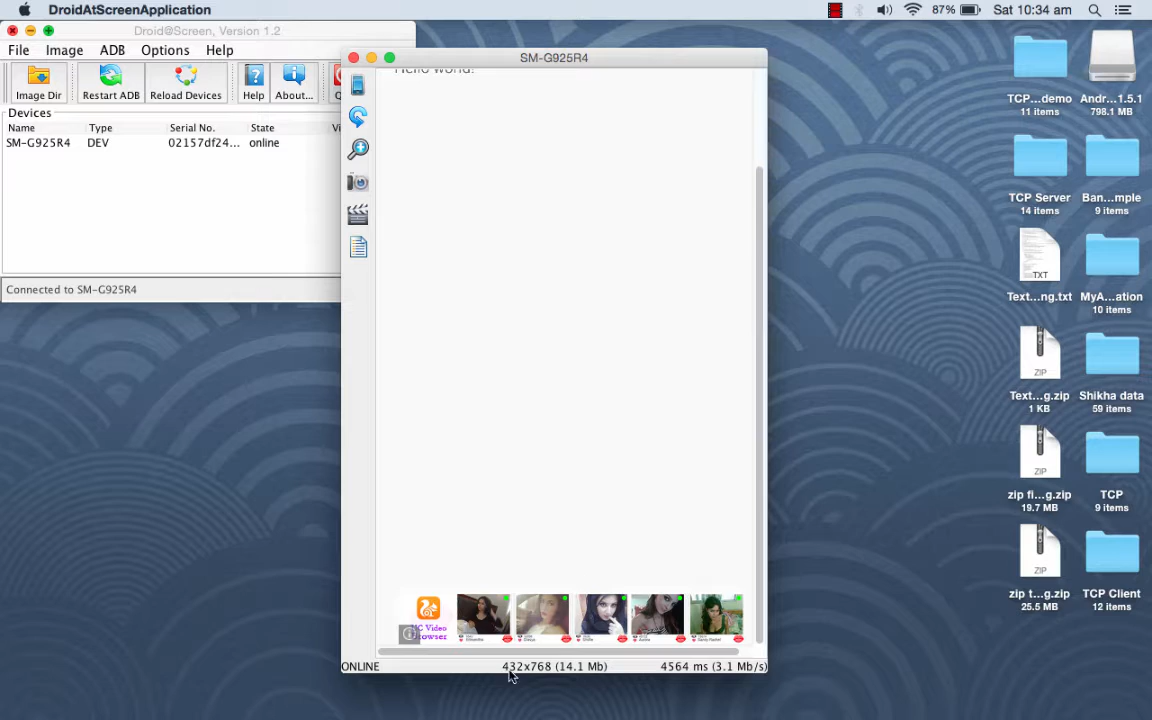 DroidAtScreenApplication
87%
Sat 10:34 am
Droid@Screen, Version 1.2
File Image ADB Options Help
Image Dir
Restart ADB
Reload Devices
Help
About...
Devices
Name Type Serial No. State Vi
SM-G925R4 DEV 02157df24... online
Connected to SM-G925R4
SM-G925R4
Hello world!
Video
ONLINE
432x768 (14.1 Mb)
4564 ms (3.1 Mb/s)
TCP...demo
11 items
Andr...1.5.1
798.1 MB
TCP Server
14 items
Ban...mple
9 items
TXT
Text...ng.txt
MyA...ation
10 items
ZIP
Text...g.zip
1 KB
Shikha data
59 items
ZIP
zip fi...g.zip
19.7 MB
TCP
9 items
ZIP
zip t...g.zip
25.5 MB
TCP Client
12 items